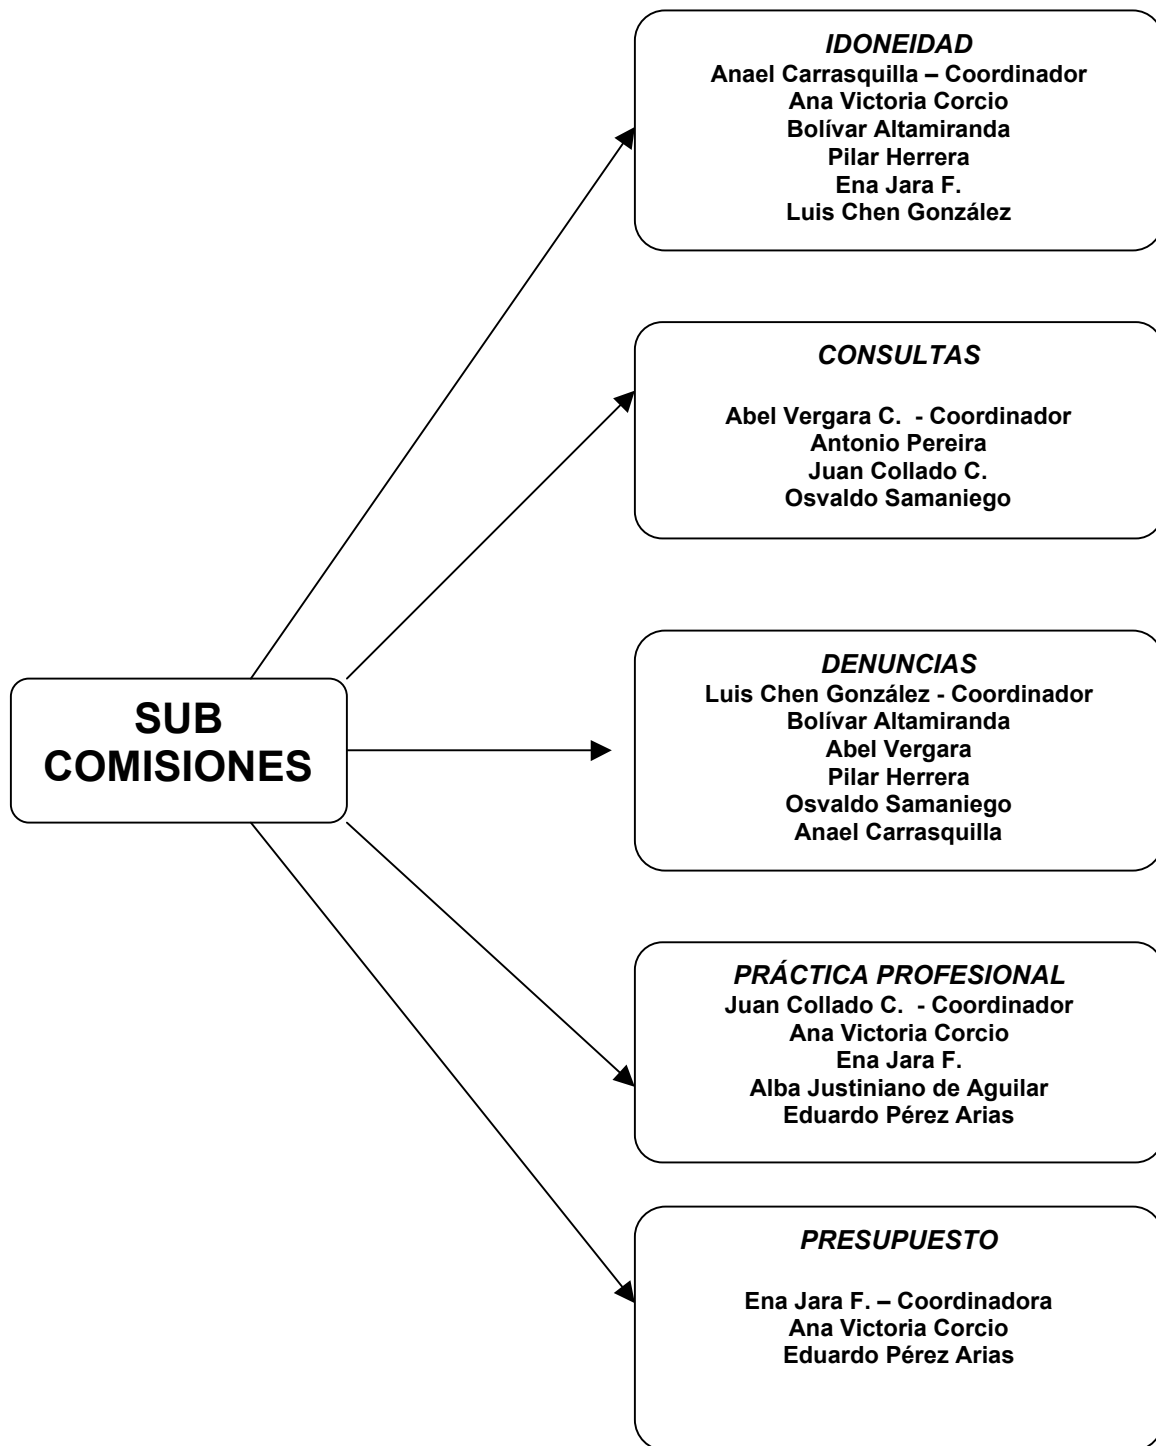 IDONEIDAD
Anael Carrasquilla – Coordinador
Ana Victoria Corcio
Bolívar Altamiranda
Pilar Herrera
Ena Jara F.
Luis Chen González
CONSULTAS
Abel Vergara C.  - Coordinador
Antonio Pereira
Juan Collado C.
Osvaldo Samaniego
SUB
COMISIONES
DENUNCIAS
Luis Chen González - Coordinador
Bolívar Altamiranda
Abel Vergara
Pilar Herrera
Osvaldo Samaniego
Anael Carrasquilla
PRÁCTICA PROFESIONAL
Juan Collado C.  - Coordinador
Ana Victoria Corcio
Ena Jara F.
Alba Justiniano de Aguilar
Eduardo Pérez Arias
PRESUPUESTO
Ena Jara F. – Coordinadora
Ana Victoria Corcio
Eduardo Pérez Arias